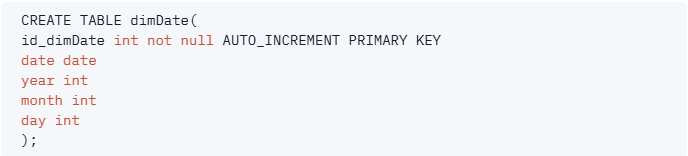 CREATE TABLE dimDate(
id_dimDate int not null AUTO_INCREMENT PRIMARY KEY
date date
year int
month int
day int
);